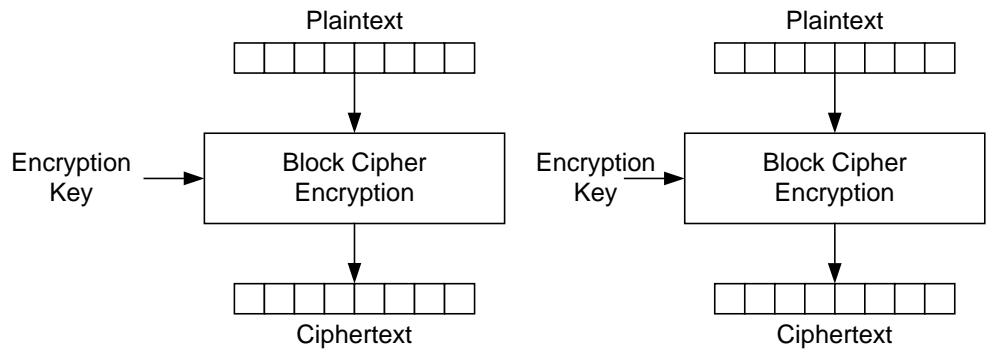 Plaintext
Plaintext
Encryption
Key
Block Cipher
Encryption
Encryption
Key
Block Cipher
Encryption
Ciphertext
Ciphertext